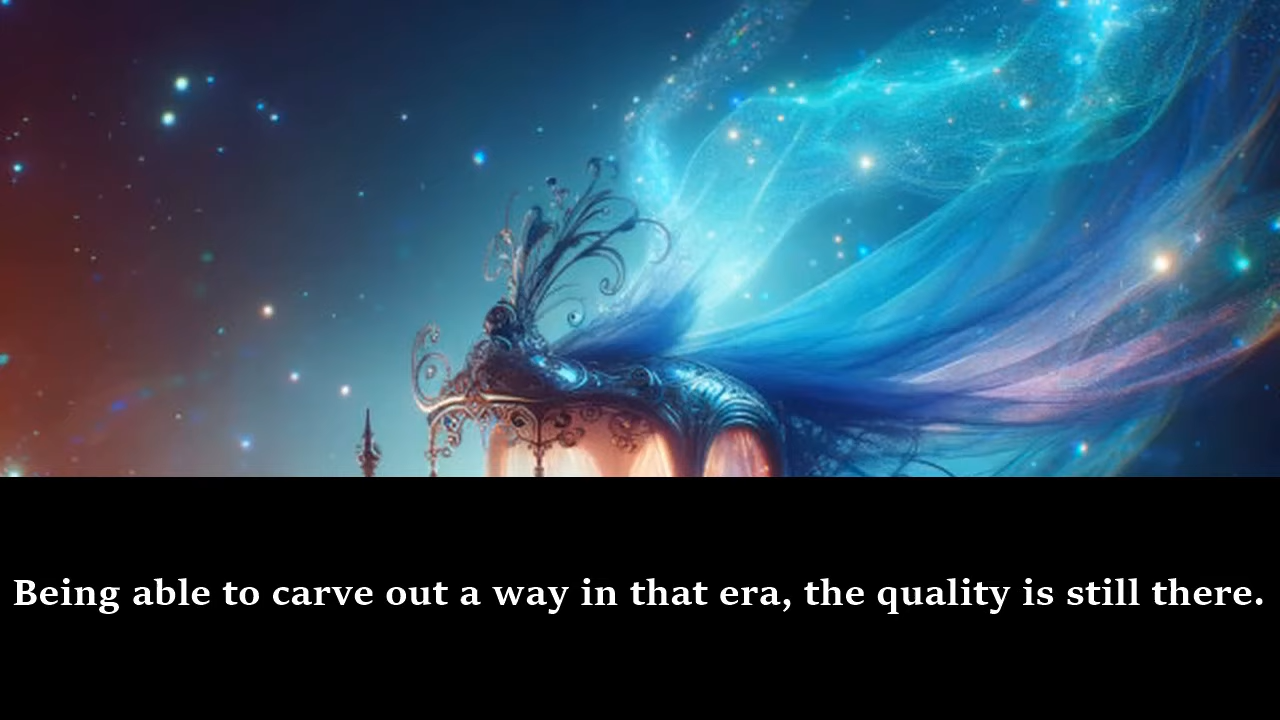 Being able to carve out a way in that era, the quality is still there.